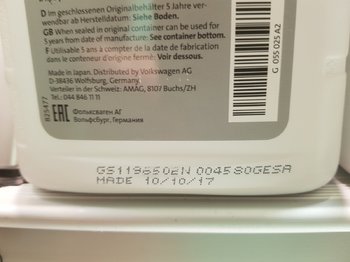 D im geschlossenen Originalbehälter 5 Jahre ver-
wendbar ab Herstelldatum: Siehe Boden.
GB When sealed in original container can be used for
5 years from date of manufacture: See container bottom.
F Utilisable 5 ans à compter de la date de fabrication
dans le conteneur d'origine fermé: Voir dessous.
Made in Japan. Distributed by Volkswagen AG
D-38436 Wolfsburg, Germany.
Verteiler in der Schweiz: AMAG, 8107 Buchs/ZH
Tel.: 044 846 11 11
EAC Фольксваген АГ
Вольфсбург, Германия
825477
G 055 025 A2
GS1196502N 004580GESA
MADE 10/10/17